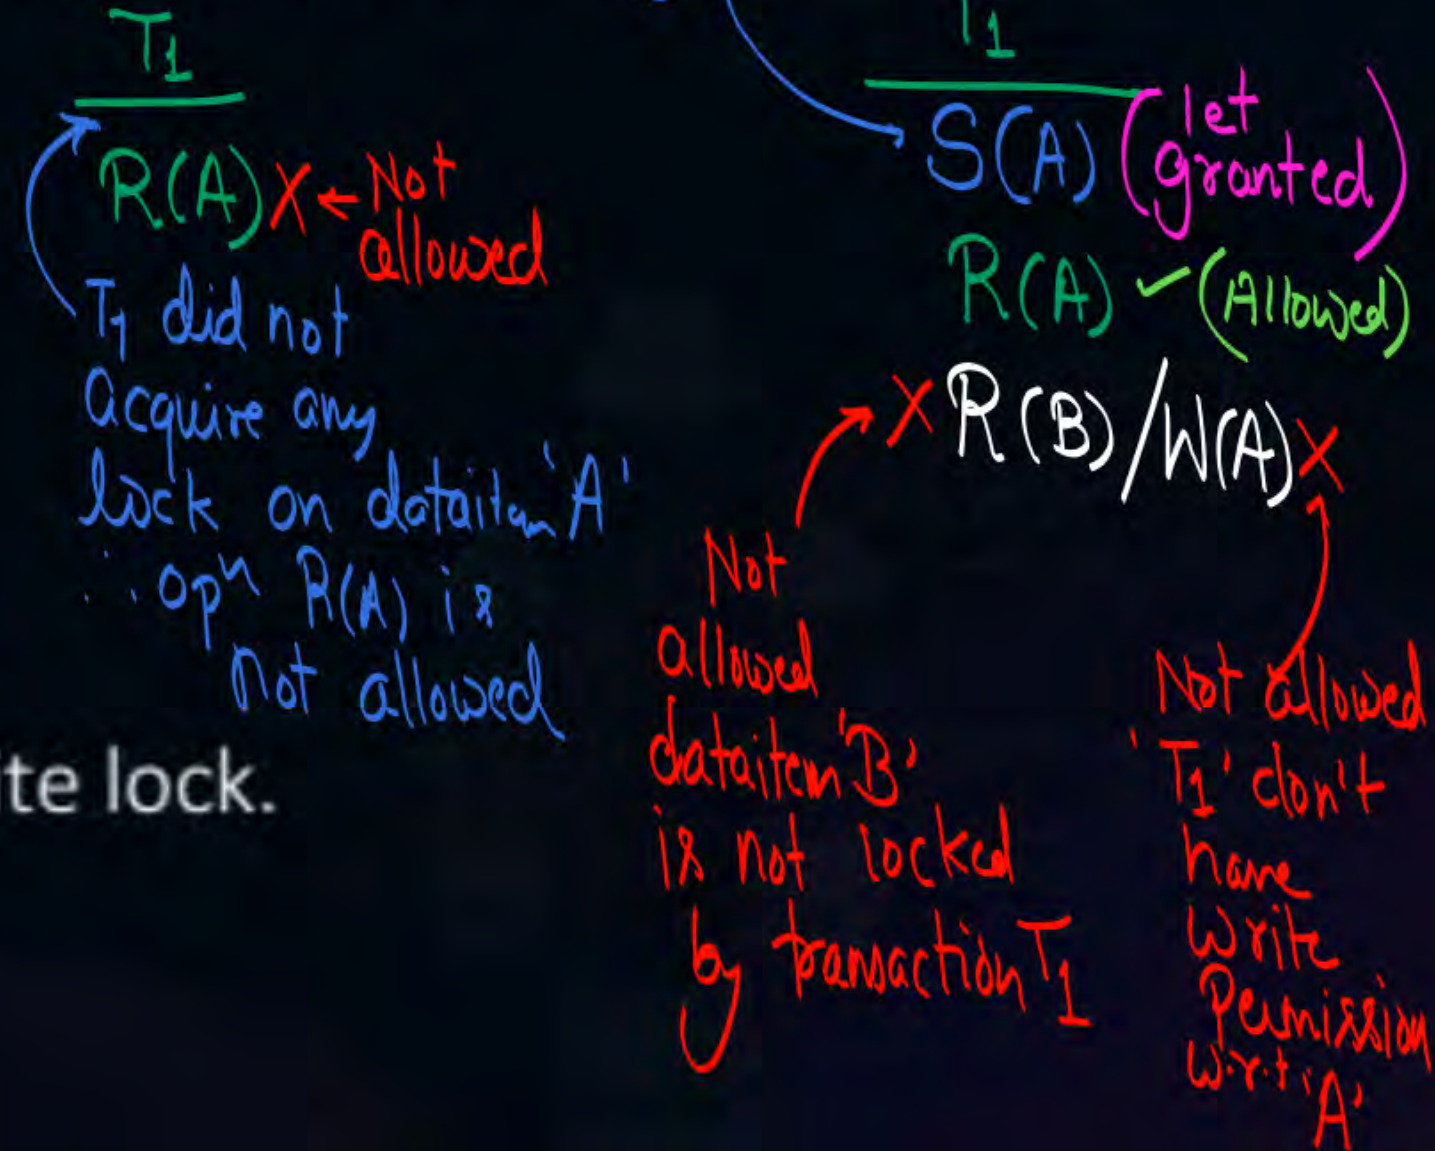 T1
R(A) X ← Not
allowed
T1 did not
Acquire any
lock on dataitem 'A'
∴ opn R(A) is
not allowed
ite lock.
T1
S(A) (let
granted)
R(A) ✓ (Allowed)
X R(B)/W(A) X
Not
allowed
dataitem 'B'
is not locked
by transaction T1
Not allowed
'T1' don't
have
write
Permission
w.r.t 'A'